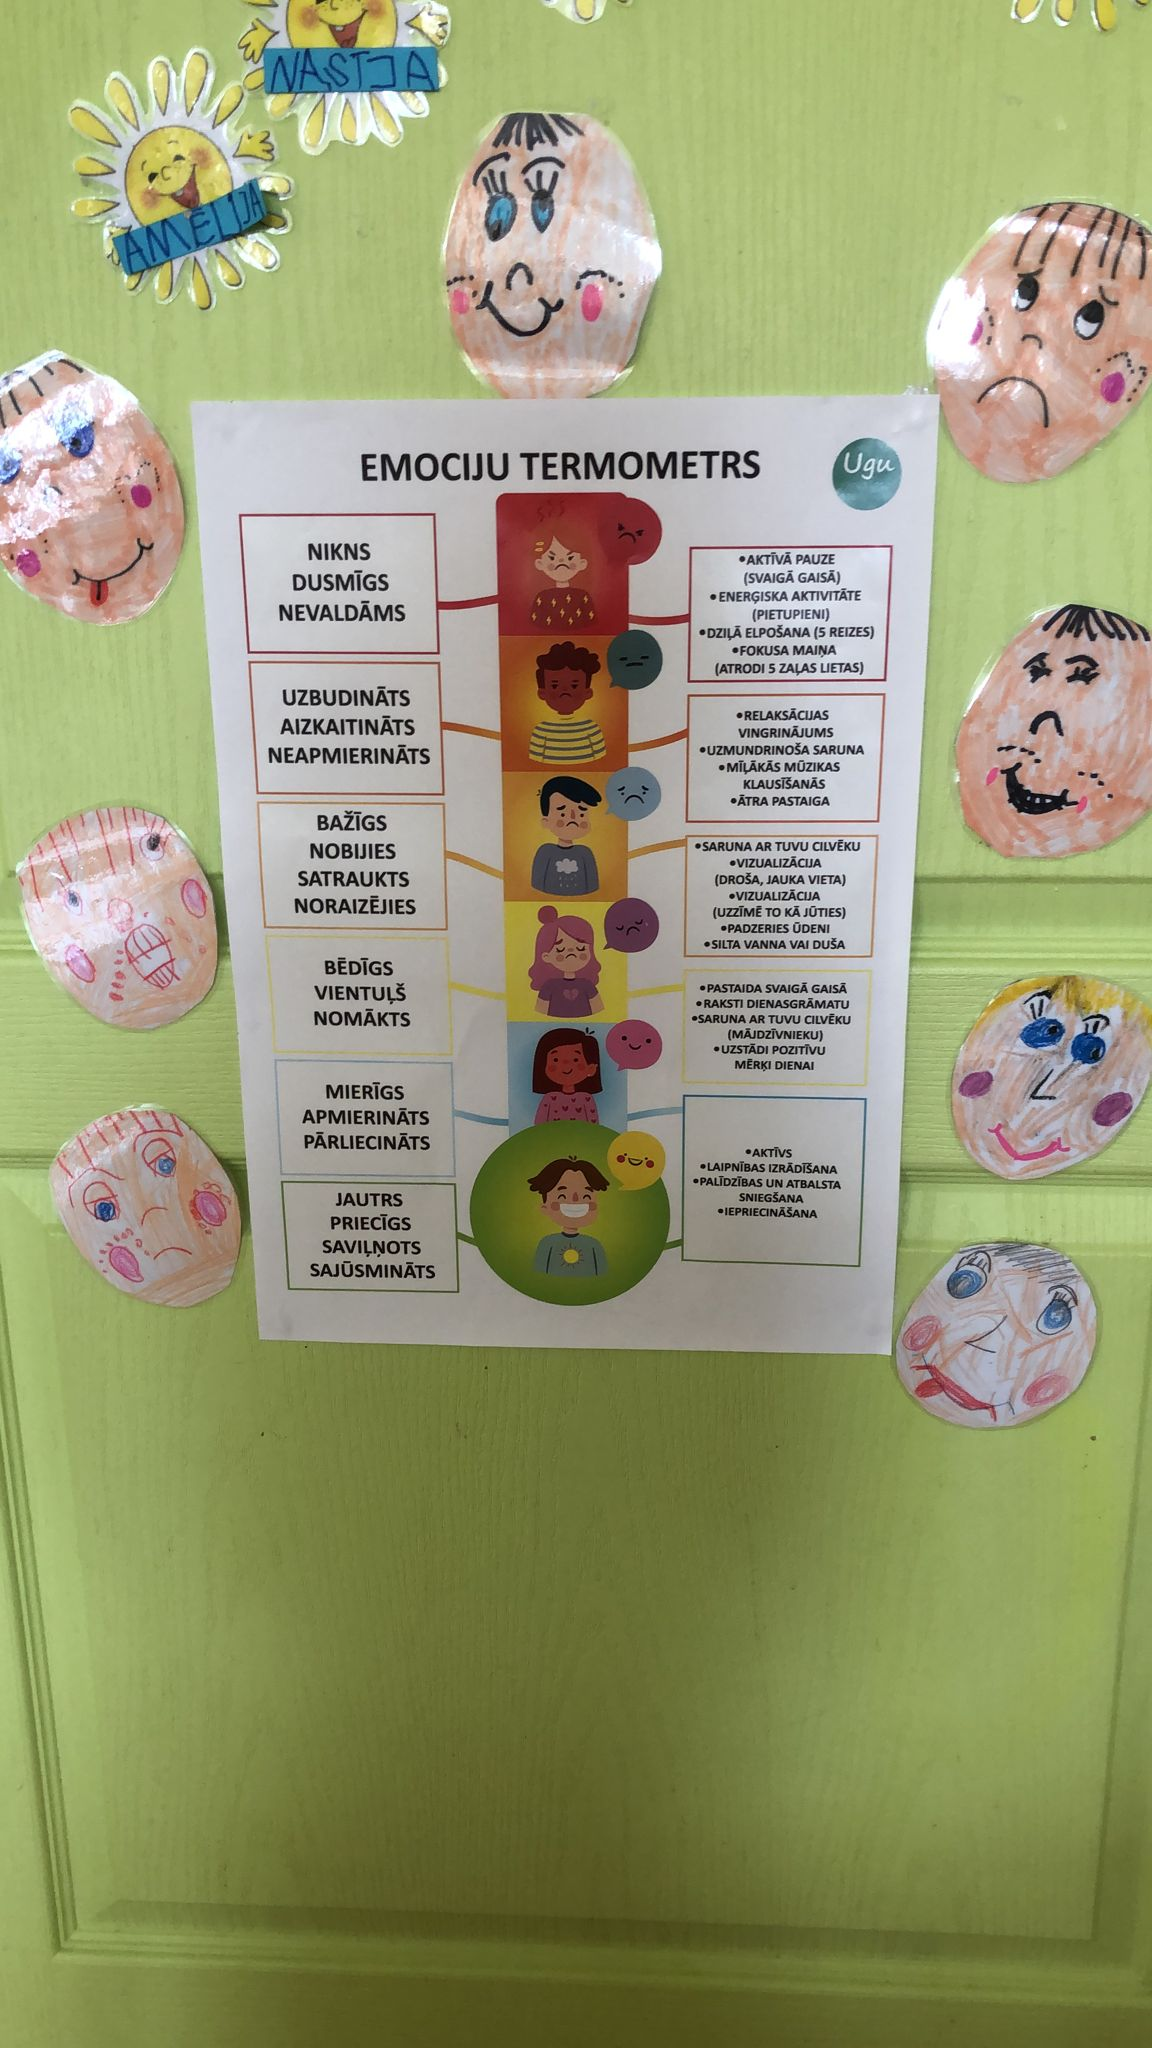 NASTJA
AMĒLIJA
EMOCIJU TERMOMETRS
Ugu
NIKNS
DUSMĪGS
NEVALDĀMS
•AKTĪVĀ PAUZE
(SVAIGĀ GAISĀ)
•ENERĢISKA AKTIVITĀTE
(PIETUPIENI)
•DZIĻĀ ELPOŠANA (5 REIZES)
•FOKUSA MAIŅA
(ATRODI 5 ZAĻAS LIETAS)
UZBUDINĀTS
AIZKAITINĀTS
NEAPMIERINĀTS
•RELAKSĀCIJAS
VINGRINĀJUMS
•UZMUNDRINOŠA SARUNA
•MĪĻĀKĀS MŪZIKAS
KLAUSĪŠANĀS
•ĀTRA PASTAIGA
BAŽĪGS
NOBIJIES
SATRAUKTS
NORAIZĒJIES
•SARUNA AR TUVU CILVĒKU
•VIZUALIZĀCIJA
(DROŠA, JAUKA VIETA)
•VIZUALIZĀCIJA
(UZZĪMĒ TO KĀ JŪTIES)
•PADZERIES ŪDENI
•SILTA VANNA VAI DUŠA
BĒDĪGS
VIENTUĻŠ
NOMĀKTS
•PASTAIDA SVAIGĀ GAISĀ
•RAKSTI DIENASGRĀMATU
•SARUNA AR TUVU CILVĒKU
(MĀJDZĪVNIEKU)
•UZSTĀDI POZITĪVU
MĒRĶI DIENAI
MIERĪGS
APMIERINĀTS
PĀRLIECINĀTS
JAUTRS
PRIECĪGS
SAVIĻŅOTS
SAJŪSMINĀTS
•AKTĪVS
•LAIPNĪBAS IZRĀDĪŠANA
•PALĪDZĪBAS UN ATBALSTA
SNIEGŠANA
•IEPRIECINĀŠANA